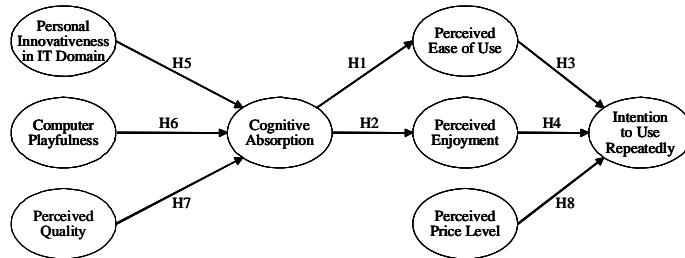 Personal
Innovativeness
in IT Domain
H5
Computer
Playfulness
H6
Perceived
Quality
H7
Cognitive
Absorption
H1
H2
Perceived
Ease of Use
H3
Perceived
Enjoyment
H4
Perceived
Price Level
H8
Intention
to Use
Repeatedly